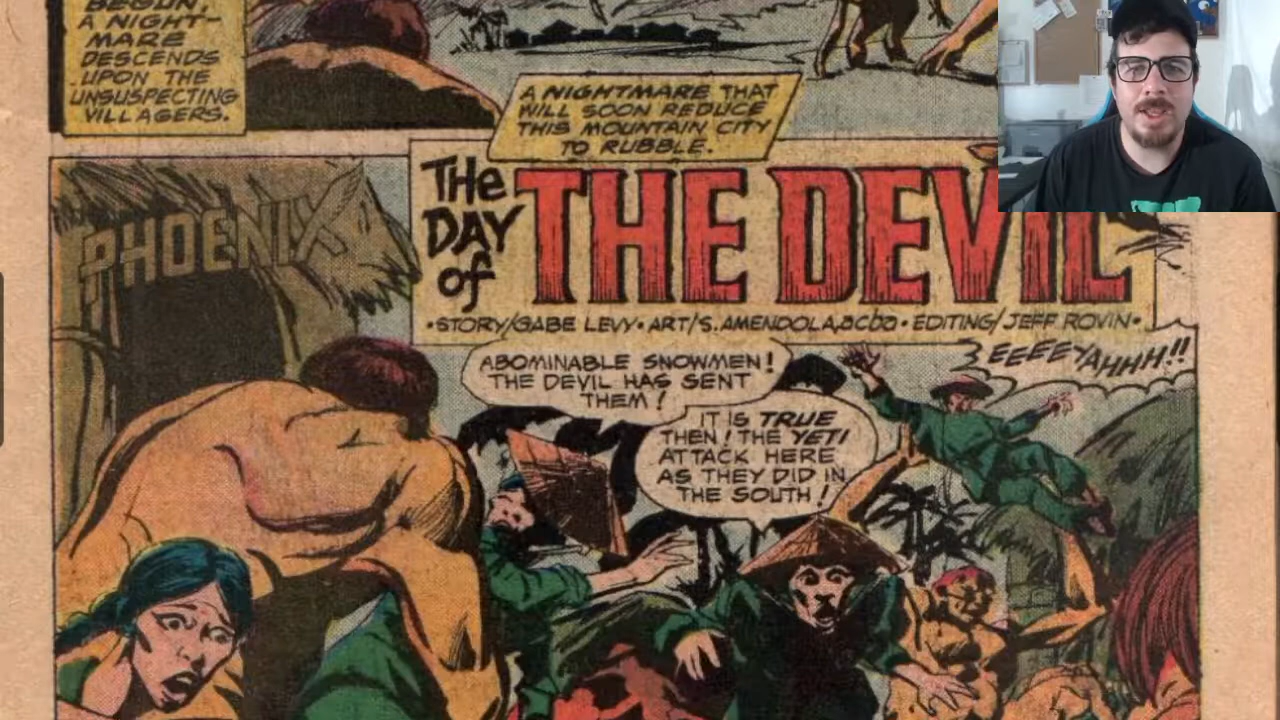 BEGUN,
A NIGHT-
MARE
DESCENDS
UPON THE
UNSUSPECTING
VILLAGERS.
A NIGHTMARE THAT
WILL SOON REDUCE
THIS MOUNTAIN CITY
TO RUBBLE.
PHOENIX
THE
DAY
of
THE DEVIL
•STORY/GABE LEVY•ART/S. AMENDOLA, acba•EDITING/JEFF ROVIN•
ABOMINABLE SNOWMEN!
THE DEVIL HAS SENT
THEM!
EEEEYAHHH!!
IT IS TRUE
THEN! THE YETI
ATTACK HERE
AS THEY DID IN
THE SOUTH!